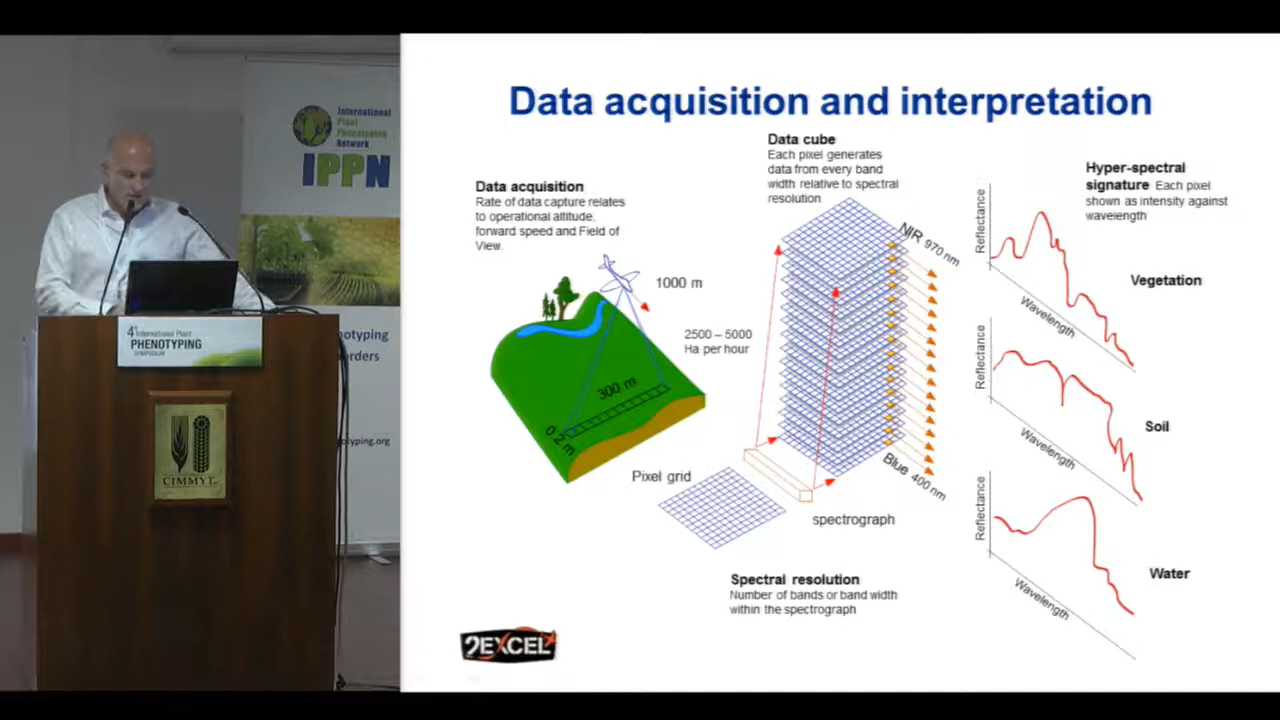 International
Plant
Phenotyping
Network
IPPN
4th International Plant
PHENOTYPING
SYMPOSIUM
CIMMYT
Data acquisition and interpretation
Data acquisition
Rate of data capture relates
to operational altitude,
forward speed and Field of
View.
1000 m
2500 – 5000
Ha per hour
300 m
0.2 m
Pixel grid
Data cube
Each pixel generates
data from every band
width relative to spectral
resolution
NIR 970 nm
Blue 400 nm
spectrograph
Spectral resolution
Number of bands or band width
within the spectrograph
Hyper-spectral
signature Each pixel
shown as intensity against
wavelength
Reflectance
Wavelength
Vegetation
Reflectance
Wavelength
Soil
Reflectance
Wavelength
Water
2EXCEL